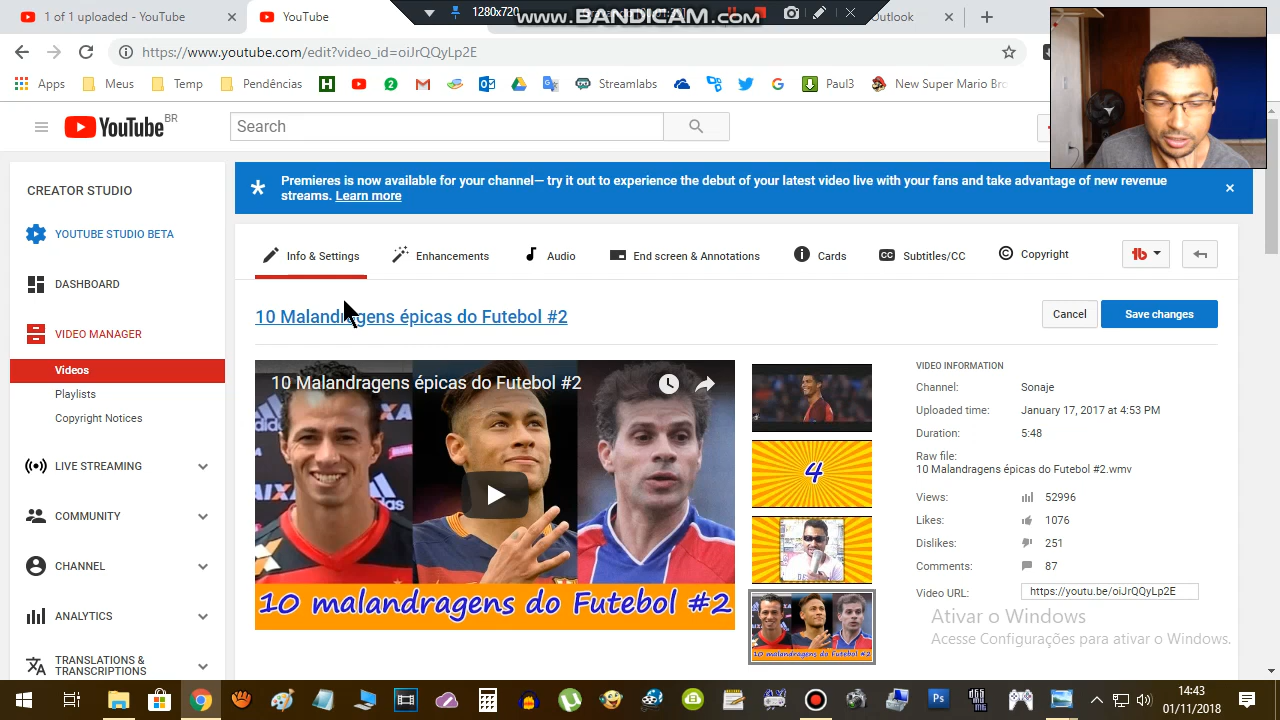 1 of 1 uploaded - YouTube
YouTube
1280x720
www.BANDICAM.com
Outlook
https://www.youtube.com/edit?video_id=oiJrQQyLp2E
Apps
Meus
Temp
Pendências
Streamlabs
Paul3
New Super Mario Bro
YouTube BR
Search
CREATOR STUDIO
YOUTUBE STUDIO BETA
DASHBOARD
VIDEO MANAGER
Videos
Playlists
Copyright Notices
LIVE STREAMING
COMMUNITY
CHANNEL
ANALYTICS
TRANSLATIONS &
TRANSCRIPTIONS
Premieres is now available for your channel— try it out to experience the debut of your latest video live with your fans and take advantage of new revenue
streams. Learn more
Info & Settings
Enhancements
Audio
End screen & Annotations
Cards
CC
Subtitles/CC
Copyright
tb
10 Malandragens épicas do Futebol #2
Cancel
Save changes
10 Malandragens épicas do Futebol #2
10 malandragens do Futebol #2
4
10 malandragens do Futebol #2
VIDEO INFORMATION
Channel: Sonaje
Uploaded time: January 17, 2017 at 4:53 PM
Duration: 5:48
Raw file:
10 Malandragens épicas do Futebol #2.wmv
Views: 52996
Likes: 1076
Dislikes: 251
Comments: 87
Video URL: https://youtu.be/oiJrQQyLp2E
Ativar o Windows
Acesse Configurações para ativar o Windows.
14:43
01/11/2018